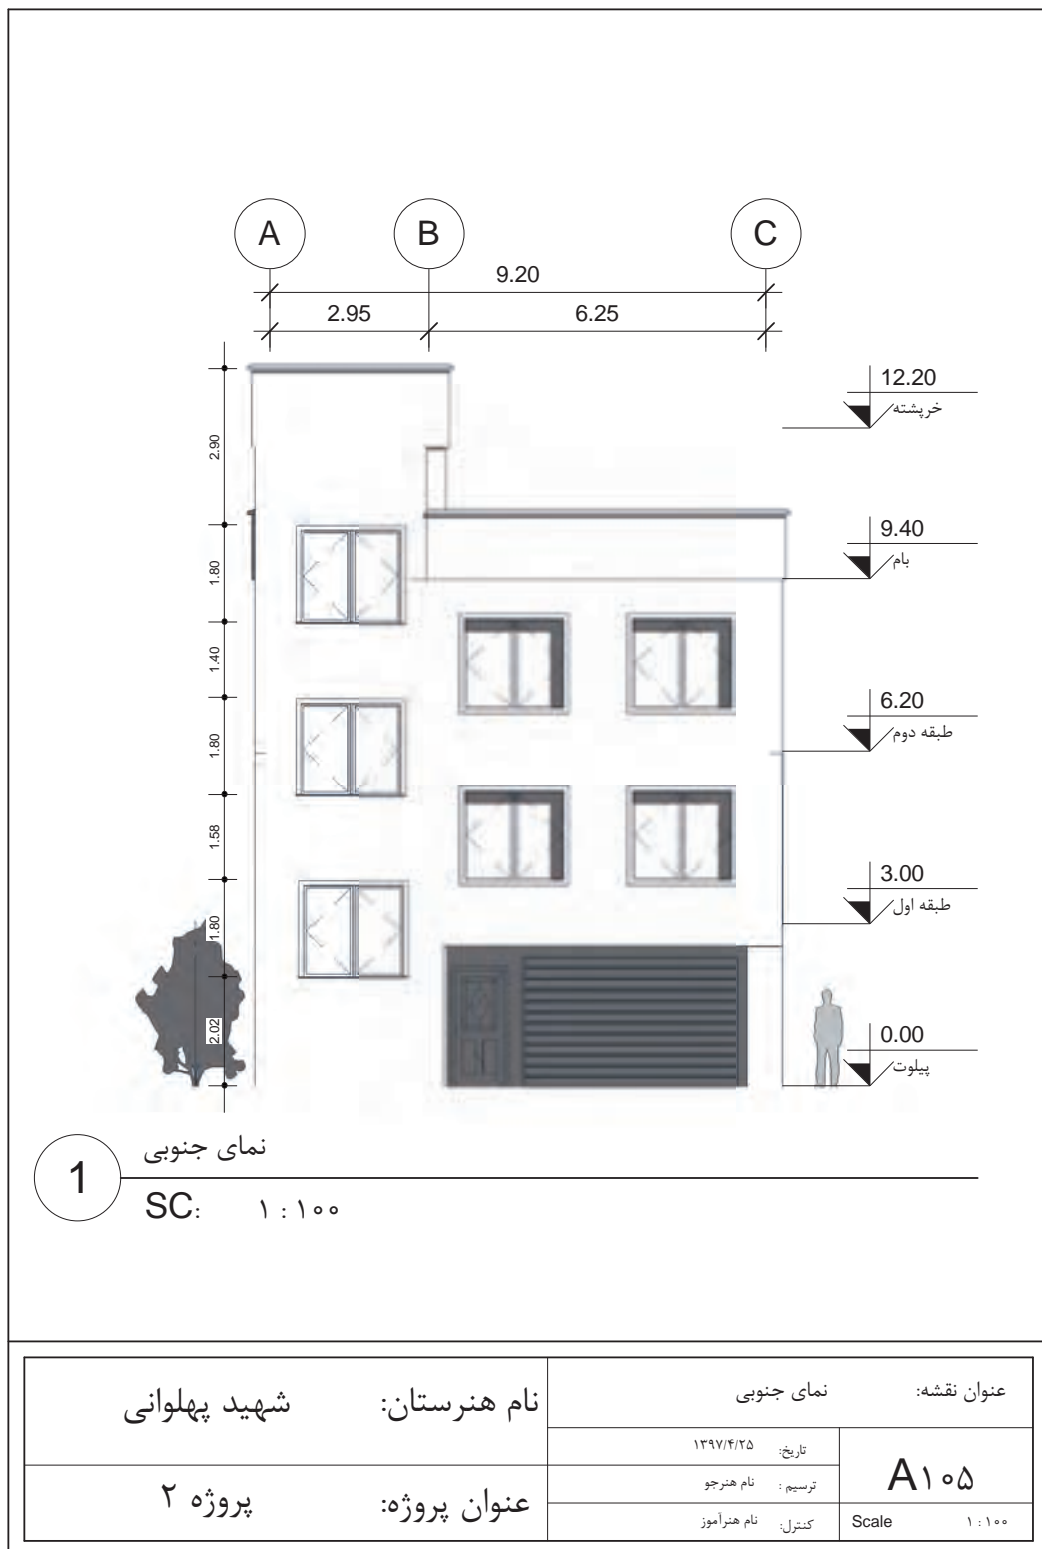 A B C
9.20
2.95 6.25
12.20
خرپشته
2.90
9.40
بام
1.80
1.40
6.20
طبقه دوم
1.80
1.58
3.00
طبقه اول
1.80
2.02
0.00
پیلوت
1
نمای جنوبی
SC: ۱ : ۱۰۰
نام هنرستان: شهید پهلوانی
عنوان پروژه: پروژه ۲
عنوان نقشه: نمای جنوبی
تاریخ: ۱۳۹۷/۴/۲۵
ترسیم : نام هنرجو
کنترل: نام هنرآموز
A۱۰۵
Scale ۱ : ۱۰۰